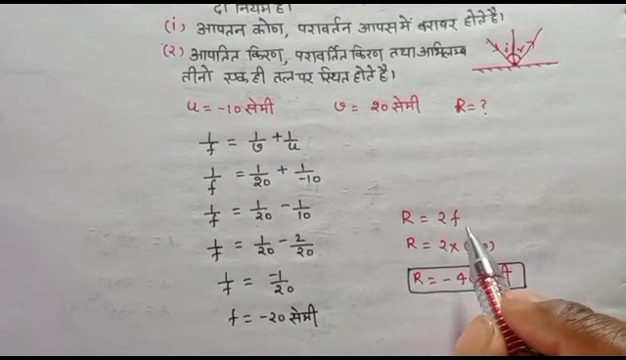 दो नियम है।
(i) आपतन कोण, परावर्तन आपस में बराबर होते है।
(२) आपतित किरण, परावर्तित किरण तथा अभिलम्ब
तीनो एक ही तल पर स्थित होते है।
u = -10 सेमी v = 20 सेमी R = ?
1/f = 1/v + 1/u
1/f = 1/20 + 1/-10
1/f = 1/20 - 1/10
1/f = 1/20 - 2/20
1/f = -1/20
f = -20 सेमी
R = 2f
R = 2×(
R = -4